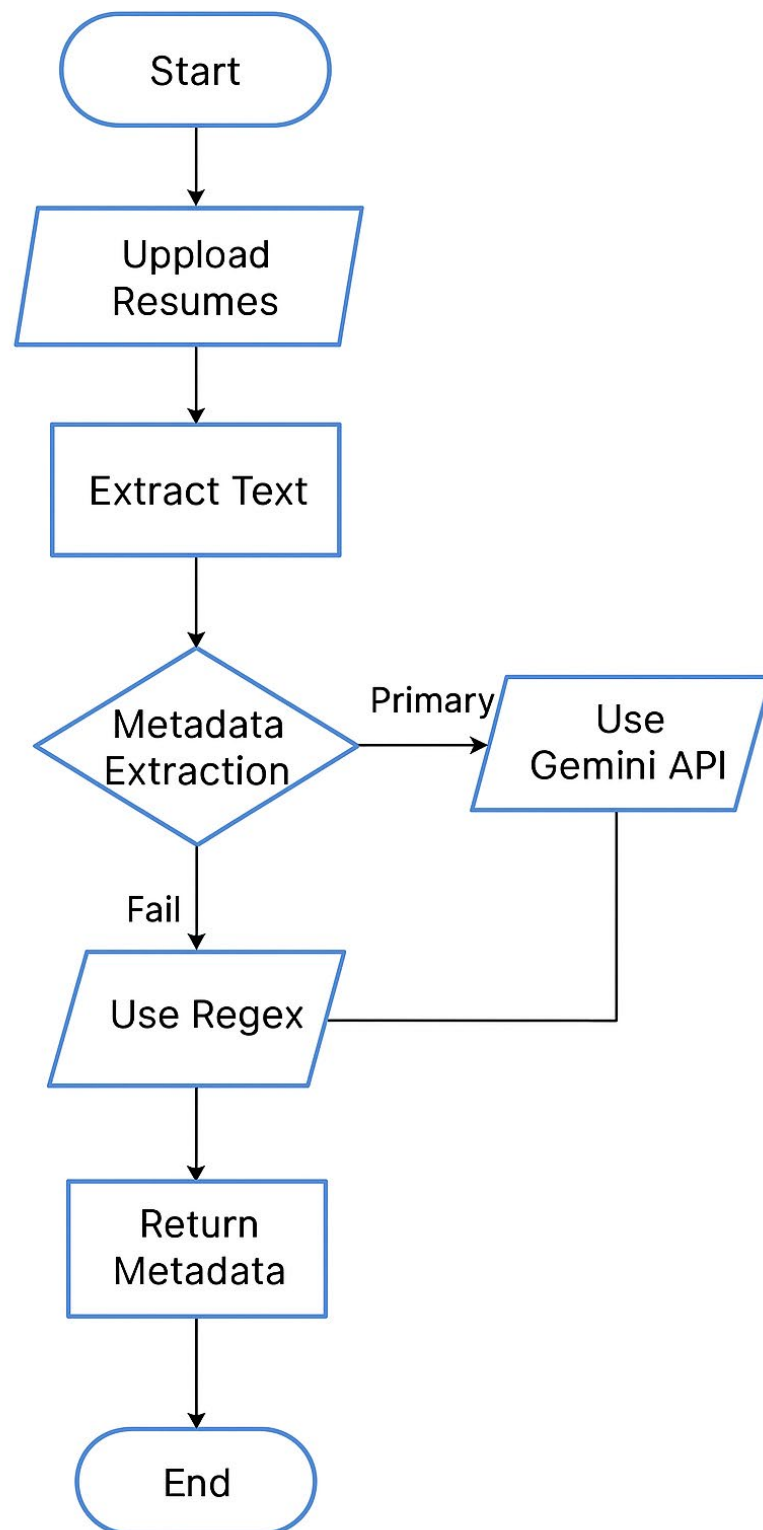 Start
Uppload
Resumes
Extract Text
Metadata
Extraction
Primary
Use
Gemini API
Fail
Use Regex
Return
Metadata
End